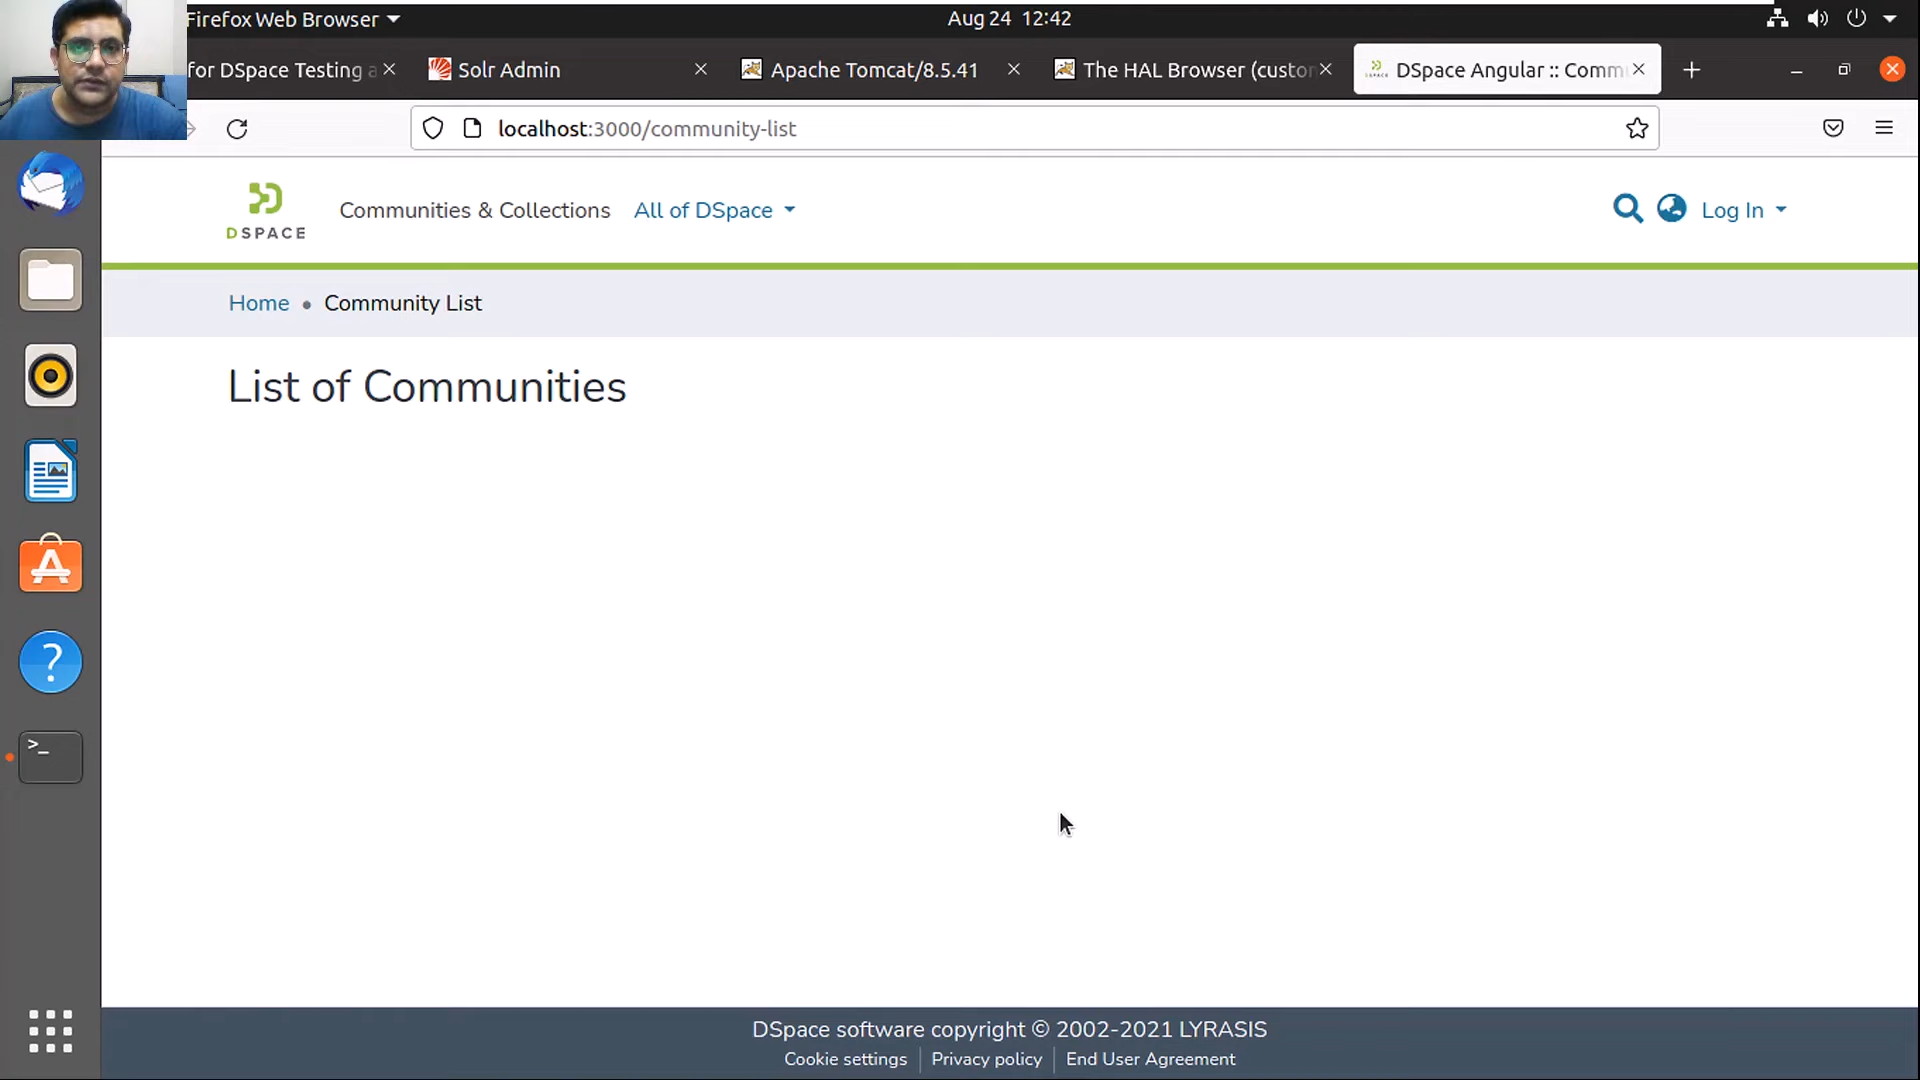 Firefox Web Browser
Aug 24 12:42
for DSpace Testing a
Solr Admin
Apache Tomcat/8.5.41
The HAL Browser (custor
DSpace Angular :: Comm
localhost:3000/community-list
DSPACE
Communities & Collections
All of DSpace
Log In
Home • Community List
List of Communities
DSpace software copyright © 2002-2021 LYRASIS
Cookie settings
Privacy policy
End User Agreement